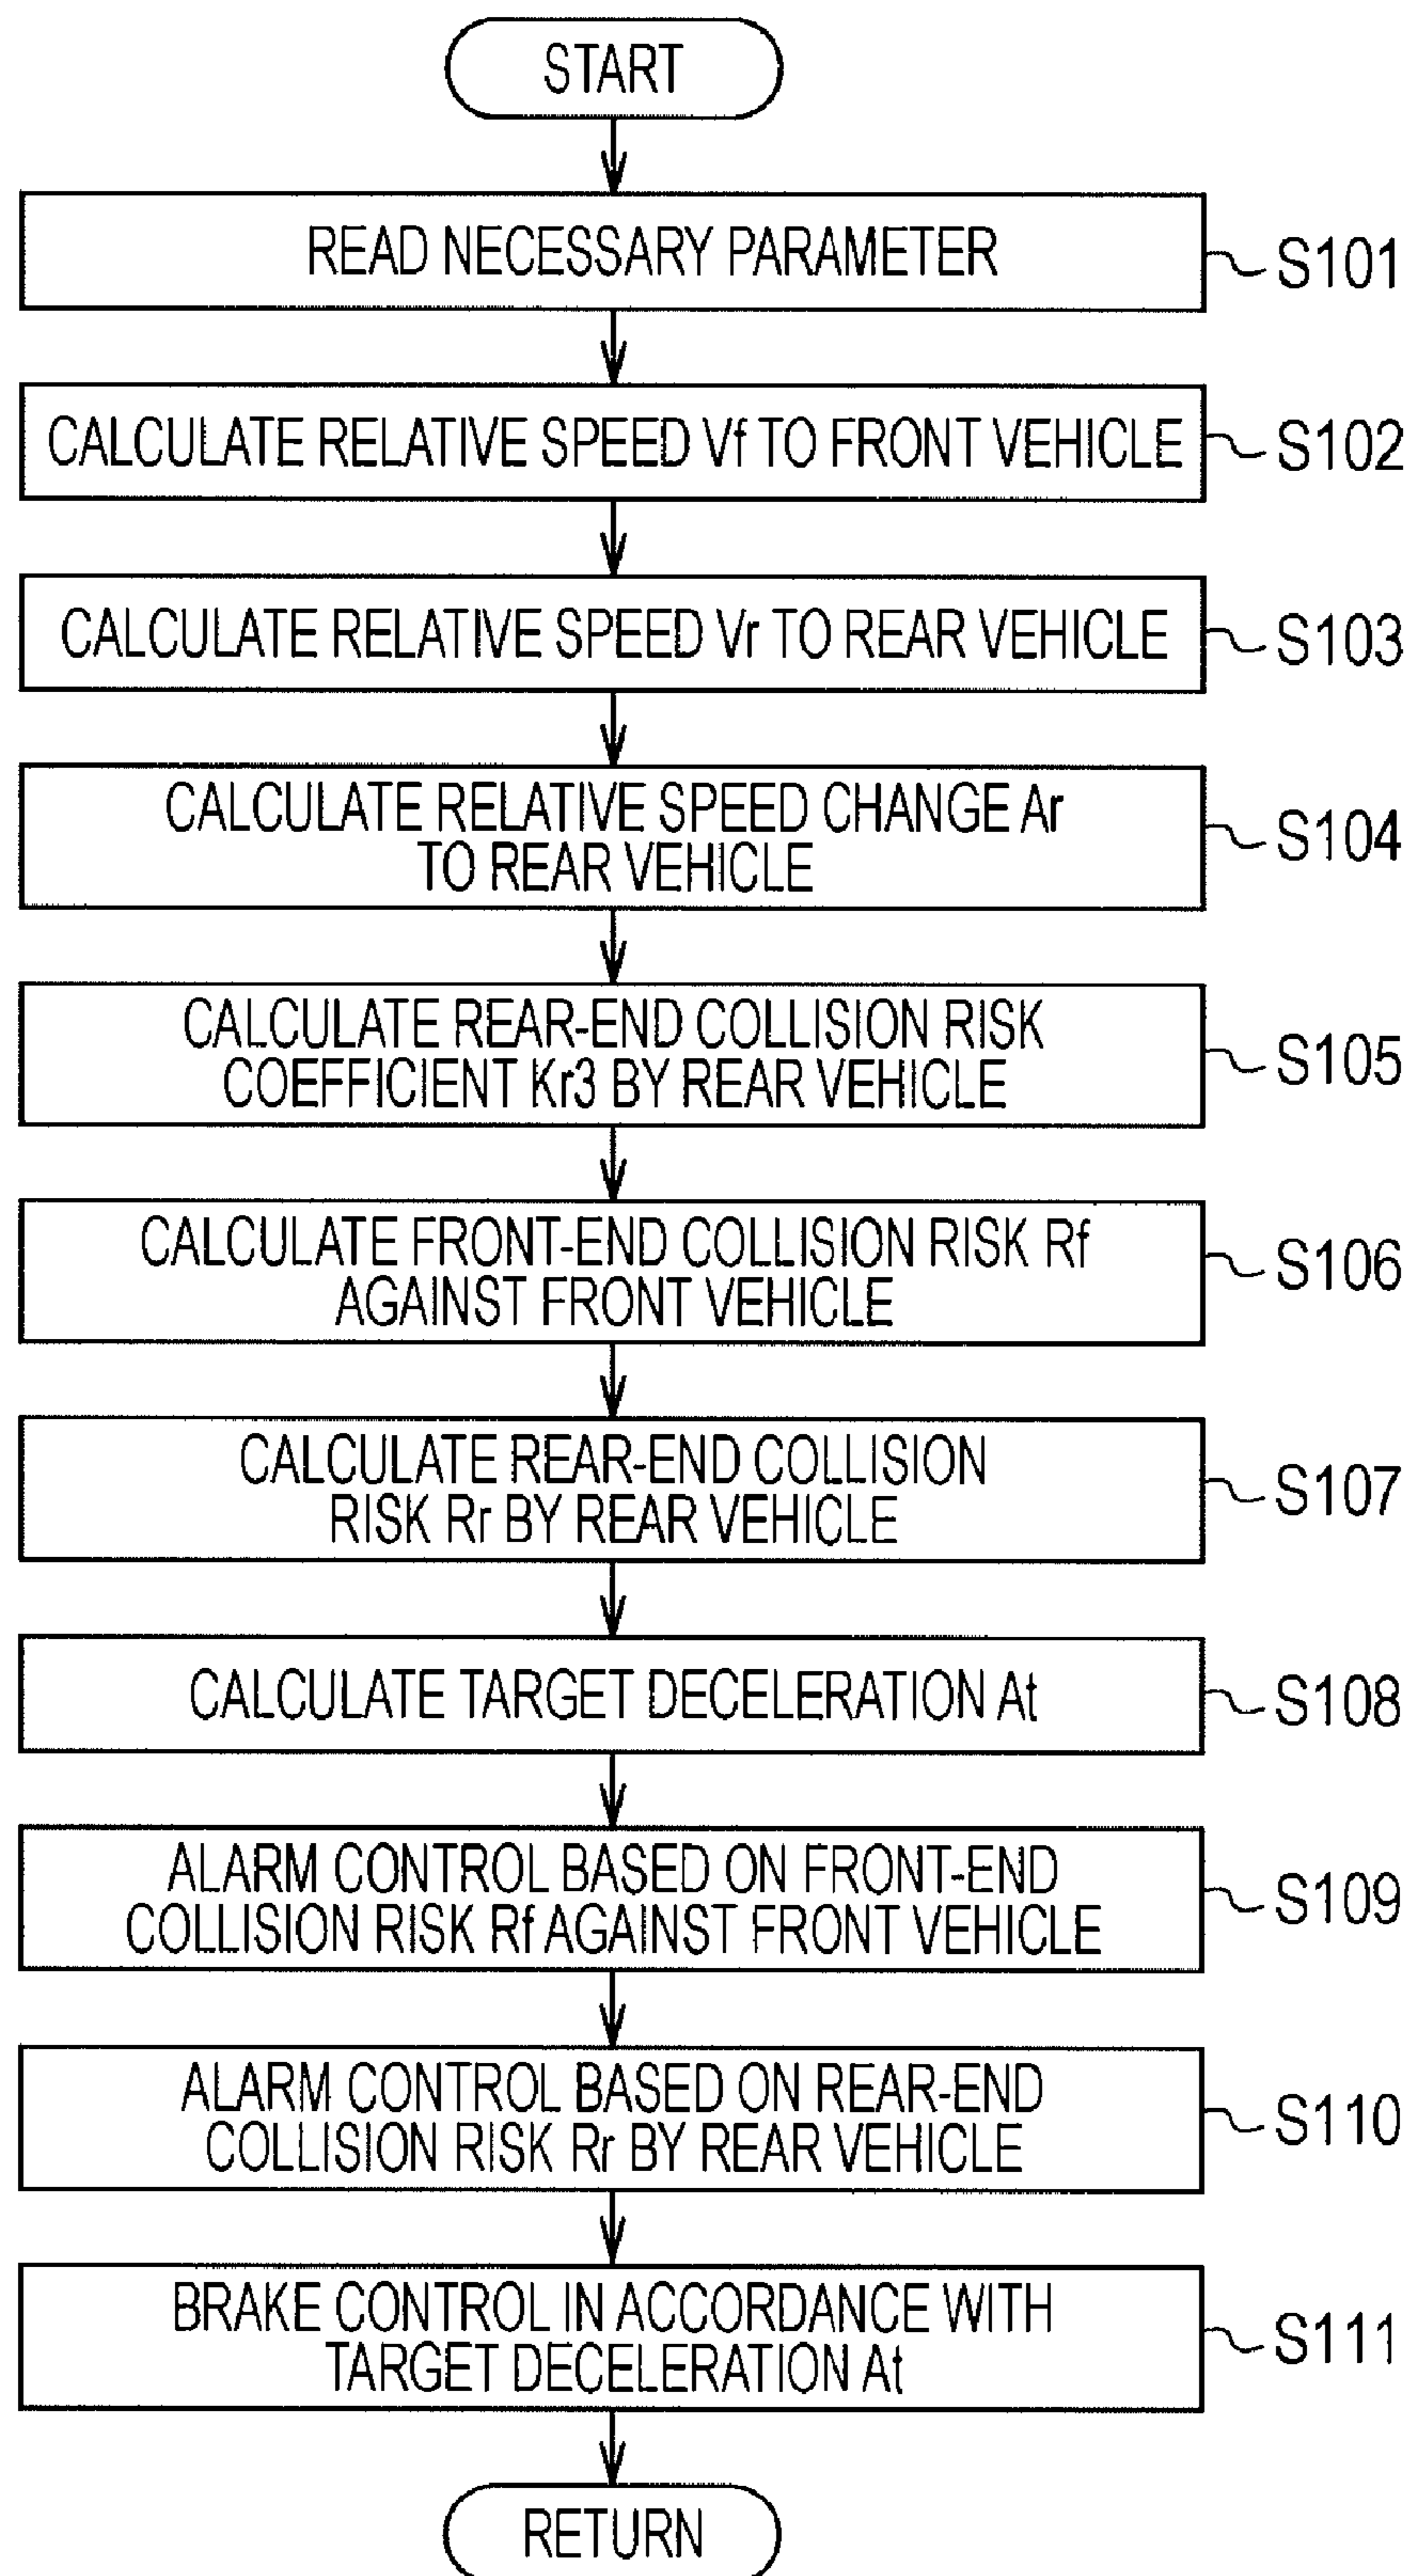 START
READ NECESSARY PARAMETER
S101
CALCULATE RELATIVE SPEED Vf TO FRONT VEHICLE
S102
CALCULATE RELATIVE SPEED Vr TO REAR VEHICLE
S103
CALCULATE RELATIVE SPEED CHANGE Ar
TO REAR VEHICLE
S104
CALCULATE REAR-END COLLISION RISK
COEFFICIENT Kr3 BY REAR VEHICLE
S105
CALCULATE FRONT-END COLLISION RISK Rf
AGAINST FRONT VEHICLE
S106
CALCULATE REAR-END COLLISION
RISK Rr BY REAR VEHICLE
S107
CALCULATE TARGET DECELERATION At
S108
ALARM CONTROL BASED ON FRONT-END
COLLISION RISK Rf AGAINST FRONT VEHICLE
S109
ALARM CONTROL BASED ON REAR-END
COLLISION RISK Rr BY REAR VEHICLE
S110
BRAKE CONTROL IN ACCORDANCE WITH
TARGET DECELERATION At
S111
RETURN